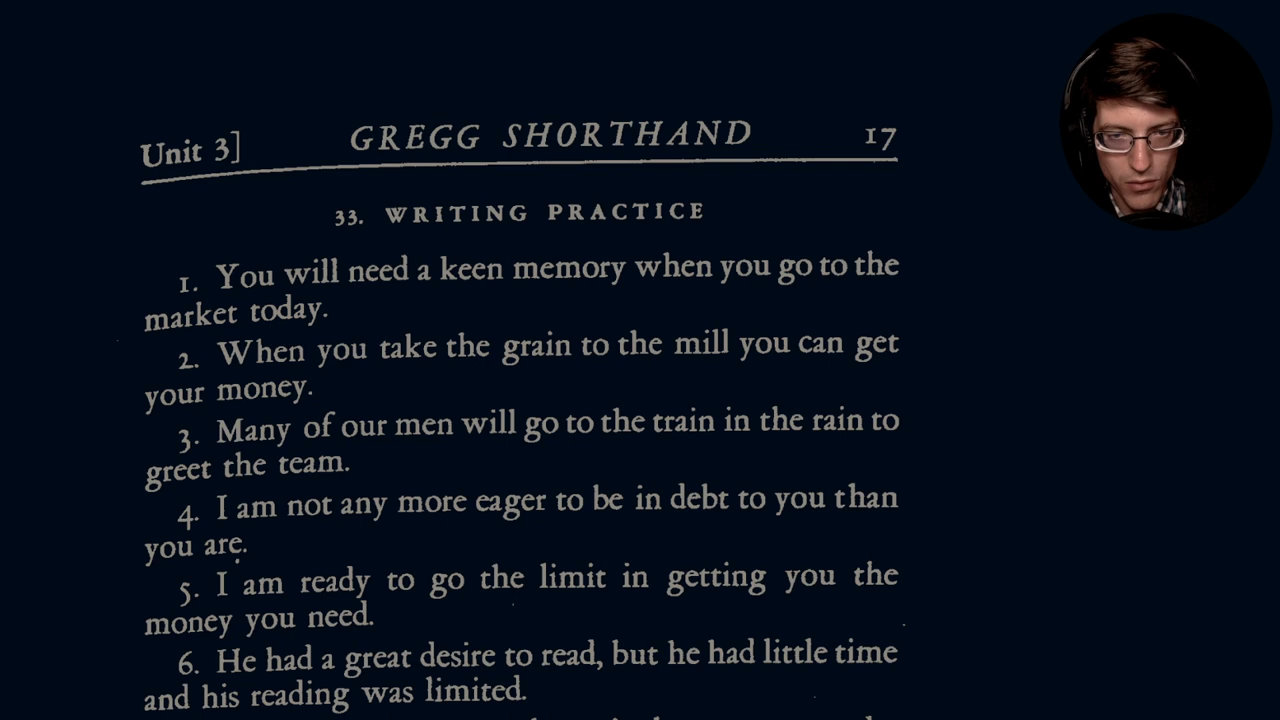 Unit 3] GREGG SHORTHAND 17
33. WRITING PRACTICE
1. You will need a keen memory when you go to the
market today.
2. When you take the grain to the mill you can get
your money.
3. Many of our men will go to the train in the rain to
greet the team.
4. I am not any more eager to be in debt to you than
you are.
5. I am ready to go the limit in getting you the
money you need.
6. He had a great desire to read, but he had little time
and his reading was limited.